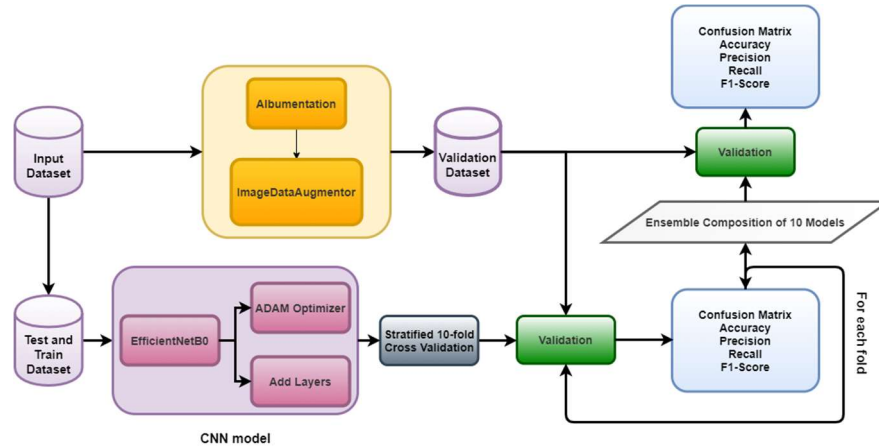 Confusion Matrix
Accuracy
Precision
Recall
F1-Score
Albumentation
Input
Dataset
Validation
Dataset
Validation
ImageDataAugmentor
Ensemble Composition of 10 Models
Test and
Train
Dataset
EfficientNetB0
ADAM Optimizer
Add Layers
Stratified 10-fold
Cross Validation
Validation
Confusion Matrix
Accuracy
Precision
Recall
F1-Score
For each fold
CNN model